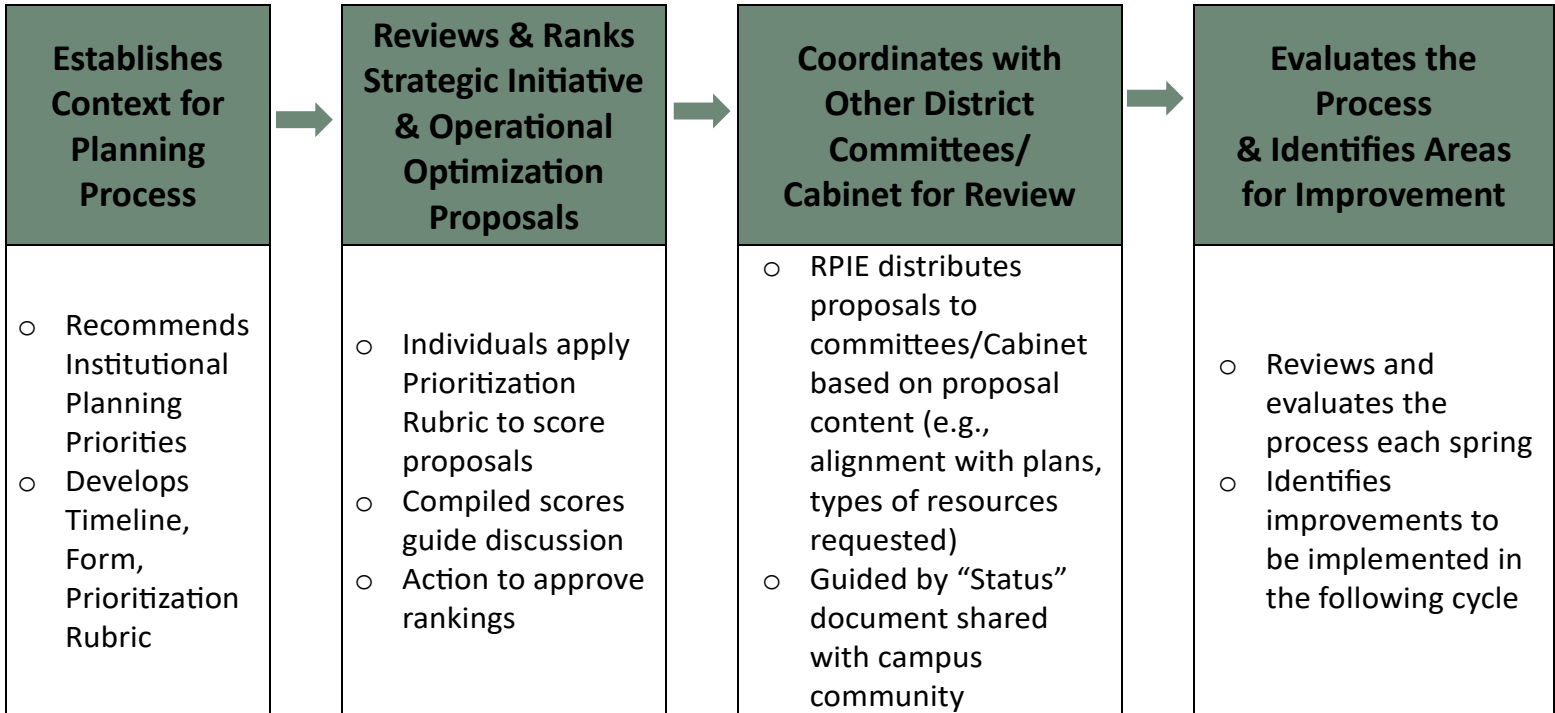 Establishes
Context for
Planning
Process
○ Recommends
Institutional
Planning
Priorities
○ Develops
Timeline,
Form,
Prioritization
Rubric
Reviews & Ranks
Strategic Initiative
& Operational
Optimization
Proposals
○ Individuals apply
Prioritization
Rubric to score
proposals
○ Compiled scores
guide discussion
○ Action to approve
rankings
Coordinates with
Other District
Committees/
Cabinet for Review
○ RPIE distributes
proposals to
committees/Cabinet
based on proposal
content (e.g.,
alignment with plans,
types of resources
requested)
○ Guided by “Status”
document shared
with campus
community
Evaluates the
Process
& Identifies Areas
for Improvement
○ Reviews and
evaluates the
process each spring
○ Identifies
improvements to
be implemented in
the following cycle